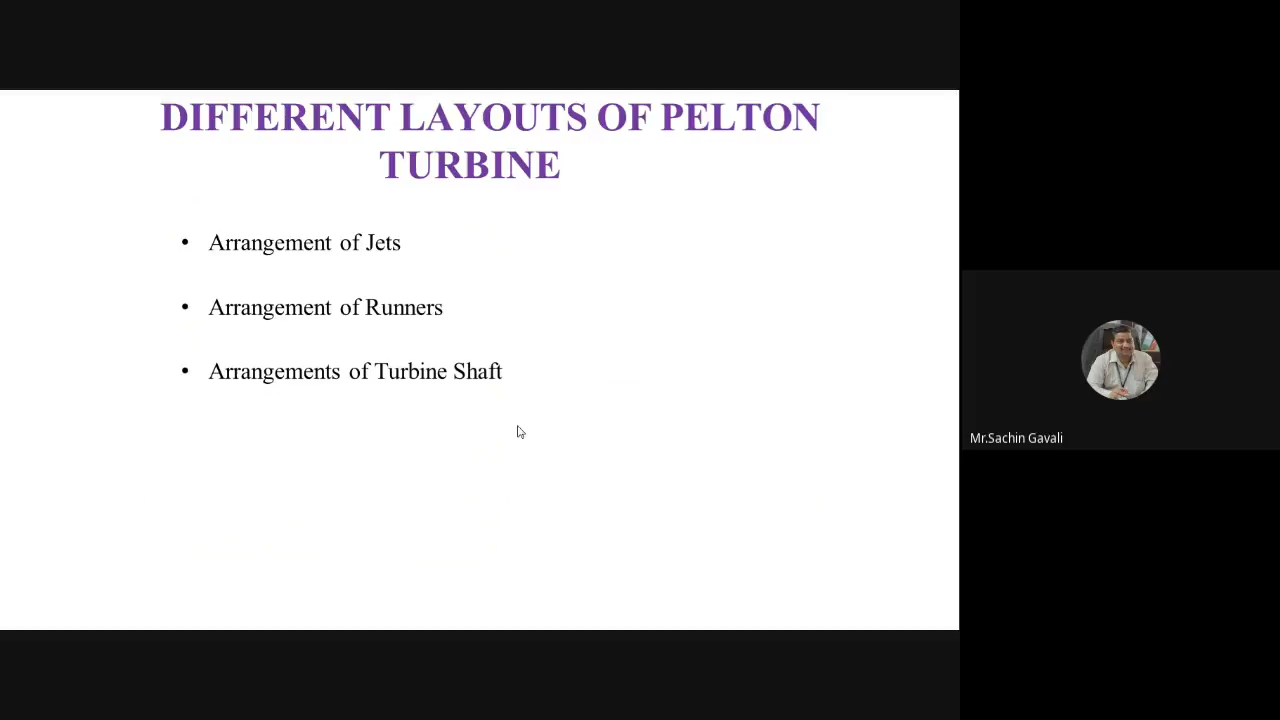 DIFFERENT LAYOUTS OF PELTON
TURBINE
• Arrangement of Jets
• Arrangement of Runners
• Arrangements of Turbine Shaft
Mr.Sachin Gavali